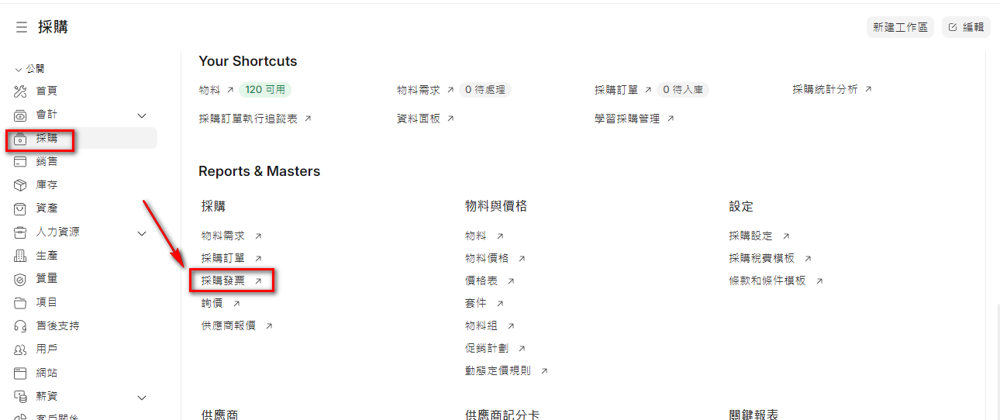 採購
新建工作區
編輯
公開
首頁
會計
採購
銷售
庫存
資產
人力資源
生產
質量
項目
售後支持
用戶
網站
薪資
客戶關係
Your Shortcuts
物料 120 可用
物料需求 0 待處理
採購訂單 0 待入庫
採購統計分析
採購訂單執行追蹤表
資料面板
學習採購管理
Reports & Masters
採購
物料需求
採購訂單
採購發票
詢價
供應商報價
物料與價格
物料
物料價格
價格表
套件
物料組
促銷計劃
動態定價規則
設定
採購設定
採購稅費模板
條款和條件模板
供應商
供應商記分卡
關鍵報表